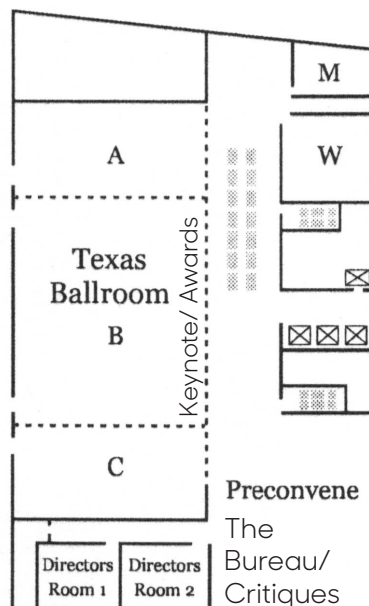 M
A
W
Texas
Ballroom
B
Keynote/ Awards
C
Preconvene
The
Bureau/
Critiques
Directors
Room 1
Directors
Room 2